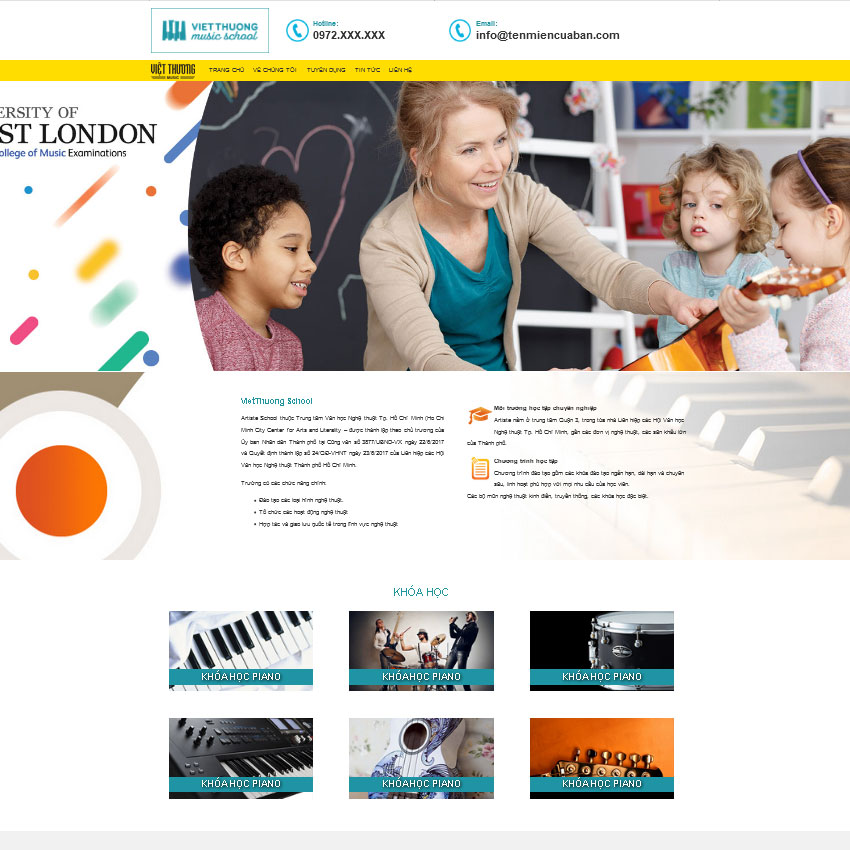 VIET THUONG
music school
Hotline:
0972.XXX.XXX
Email:
info@tenmiencuaban.com
VIỆT THƯƠNG
MUSIC
TRANG CHỦ VỀ CHÚNG TÔI TUYỂN DỤNG TIN TỨC LIÊN HỆ
ERSITY OF
ST LONDON
ollege of Music Examinations
VietThuong School
Artiste School thuộc Trung tâm Văn học Nghệ thuật Tp. Hồ Chí Minh (Ho Chi
Minh City Center for Arts and Literality – được thành lập theo chủ trương của
Ủy ban Nhân dân Thành phố tại Công văn số 3877/UBND-VX ngày 22/6/2017
và Quyết định thành lập số 24/QĐ-VHNT ngày 23/6/2017 của Liên hiệp các Hội
Văn học Nghệ thuật Thành phố Hồ Chí Minh.
Trường có các chức năng chính:
• Đào tạo các loại hình nghệ thuật.
• Tổ chức các hoạt động nghệ thuật
• Hợp tác và giao lưu quốc tế trong lĩnh vực nghệ thuật
Môi trường học tập chuyên nghiệp
Artiste nằm ở trung tâm Quận 3, trong tòa nhà Liên hiệp các Hội Văn học
Nghệ thuật Tp. Hồ Chí Minh, gần các đơn vị nghệ thuật, các sân khấu lớn
của Thành phố.
Chương trình học tập
Chương trình đào tạo gồm các khóa đào tạo ngắn hạn, dài hạn và chuyên
sâu, linh hoạt phù hợp với mọi nhu cầu của học viên.
Các bộ môn nghệ thuật kinh điển, truyền thống, các khóa học đặc biệt.
KHÓA HỌC
KHÓA HỌC PIANO
KHÓA HỌC PIANO
KHÓA HỌC PIANO
KHÓA HỌC PIANO
KHÓA HỌC PIANO
KHÓA HỌC PIANO